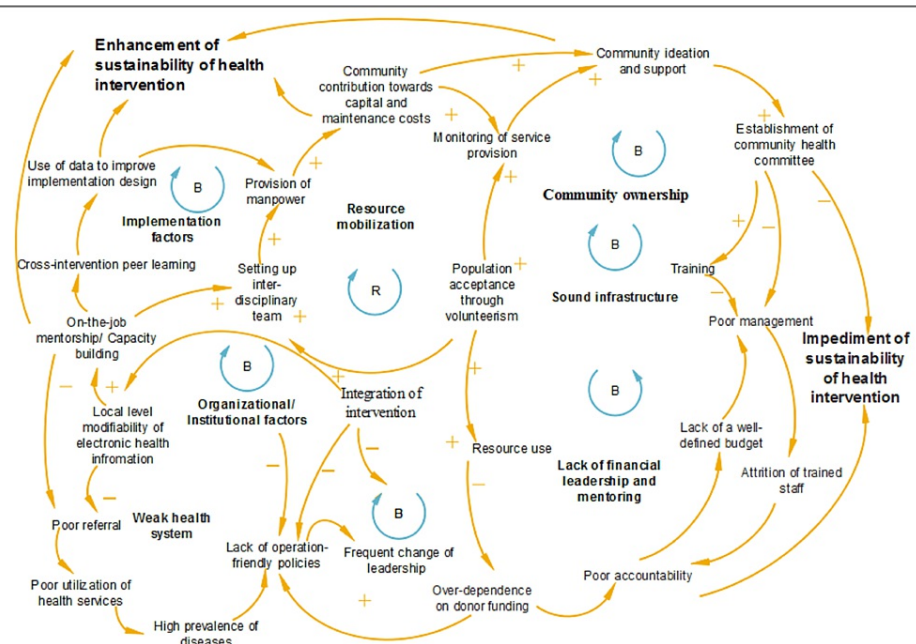 Enhancement of
sustainability of health
intervention
Community
contribution towards
capital and
maintenance costs
+
Community ideation
and support
+
+
Monitoring of service
provision
+
Establishment of
community health
committee
Use of data to improve
implementation design
B
Implementation
factors
Provision of
manpower
+
+
Resource
mobilization
R
B
Community ownership
B
Sound infrastructure
+
−
−
Training
−
Poor management
Cross-intervention peer learning
Setting up
inter-
disciplinary
team
+
+
Population
acceptance
through
volunteerism
+
+
Impediment of
sustainability
of health
intervention
On-the-job
mentorship/ Capacity
building
−
+
B
Organizational/
Institutional factors
+
Integration of
intervention
+
+
Resource use
−
B
Lack of financial
leadership and
mentoring
Lack of a well-
defined budget
Attrition of trained
staff
Local level
modifiability of
electronic health
infromation
−
−
−
−
B
Poor referral
Weak health
system
Lack of operation-
friendly policies
Frequent change of
leadership
+
Over-dependence
on donor funding
Poor accountability
Poor utilization of
health services
High prevalence of
diseases